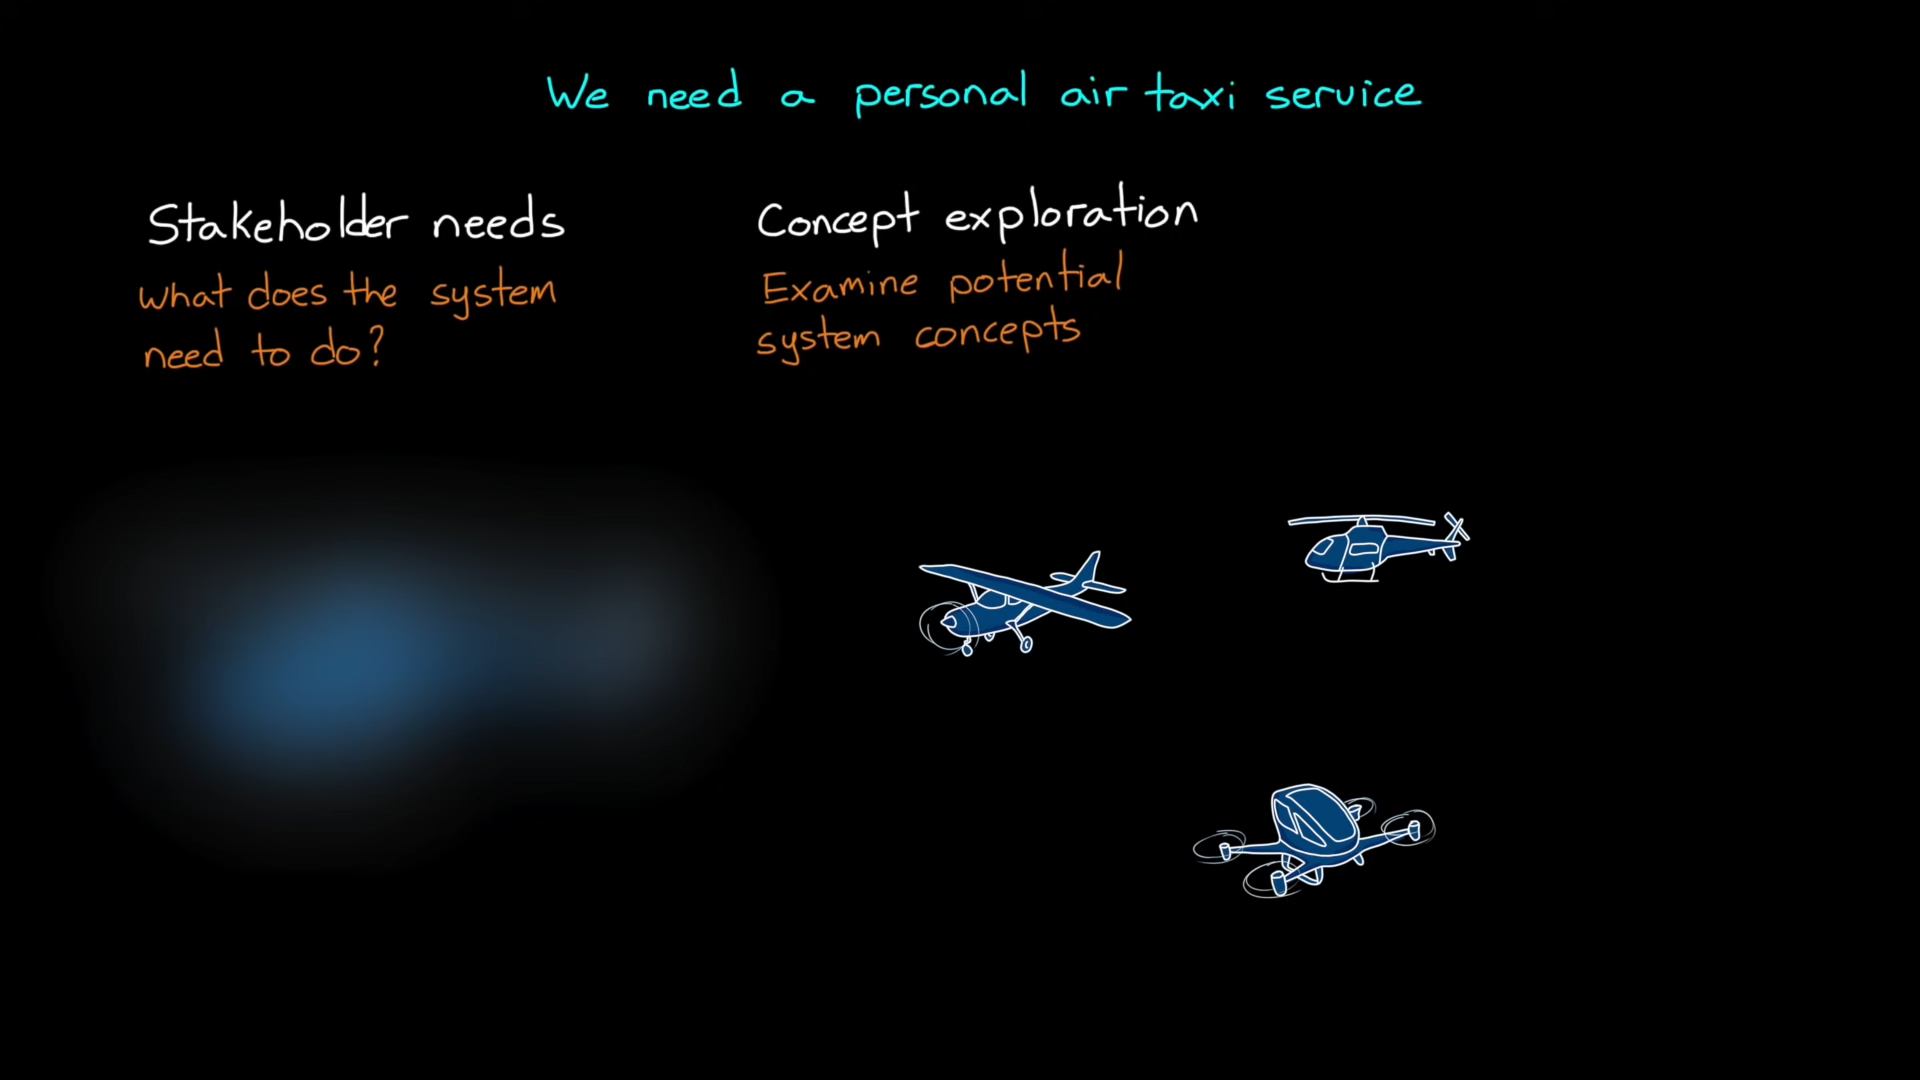 We need a personal air taxi service
Stakeholder needs
what does the system
need to do?
Concept exploration
Examine potential
system concepts